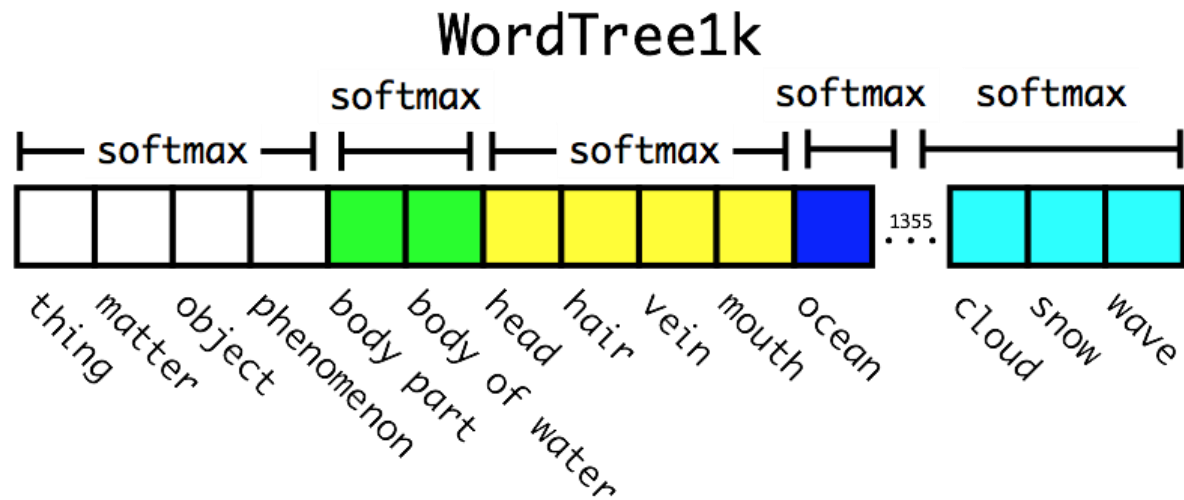 WordTree1k
softmax
softmax
softmax
softmax
softmax
1355
...
thing
matter
object
phenomenon
body part
body of water
head
hair
vein
mouth
ocean
cloud
snow
wave